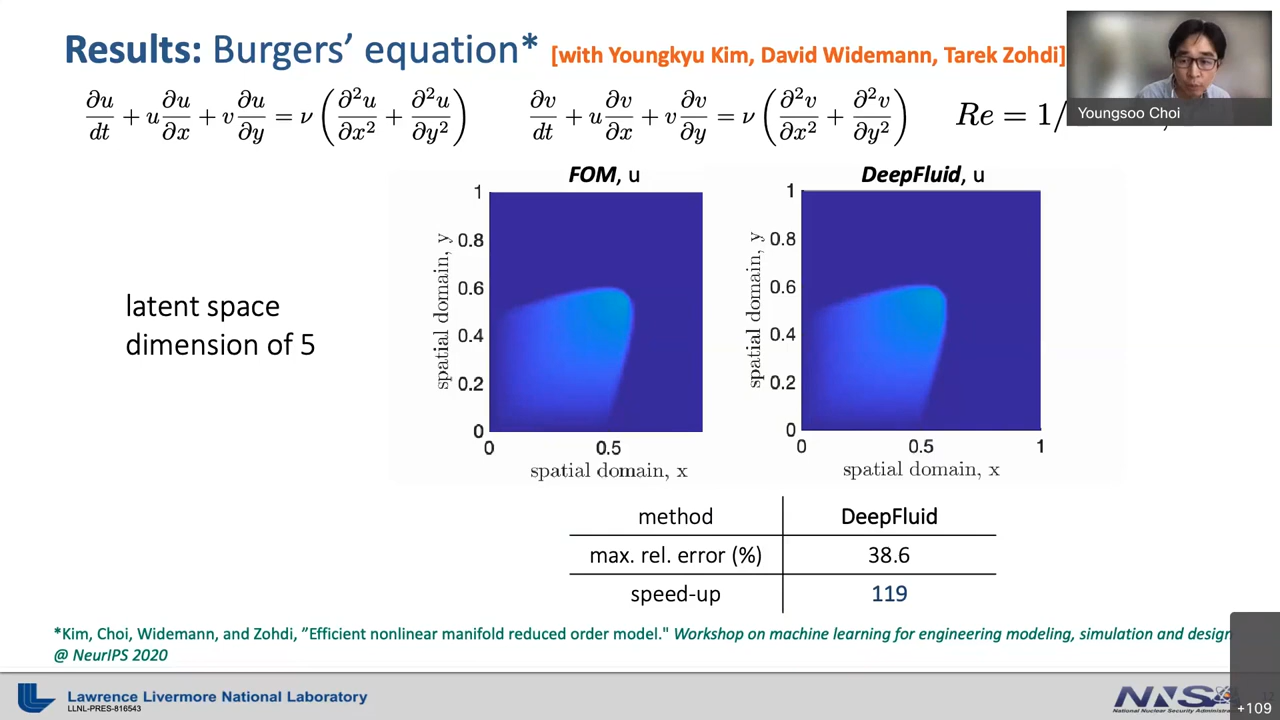 Results: Burgers' equation* [with Youngkyu Kim, David Widemann, Tarek Zohdi]
Youngsoo Choi
∂u/dt + u ∂u/∂x + v ∂u/∂y = ν (∂²u/∂x² + ∂²u/∂y²) ∂v/dt + u ∂v/∂x + v ∂v/∂y = ν (∂²v/∂x² + ∂²v/∂y²) Re = 1/
FOM, u
DeepFluid, u
latent space
dimension of 5
1
0.8
0.6
0.4
0.2
0
spatial domain, y
0 0.5
spatial domain, x
1
0.8
0.6
0.4
0.2
0
spatial domain, y
0 0.5 1
spatial domain, x
method DeepFluid
max. rel. error (%) 38.6
speed-up 119
*Kim, Choi, Widemann, and Zohdi, ”Efficient nonlinear manifold reduced order model." Workshop on machine learning for engineering modeling, simulation and design
@ NeurIPS 2020
Lawrence Livermore National Laboratory
LLNL-PRES-816543
National Nuclear Security
+109